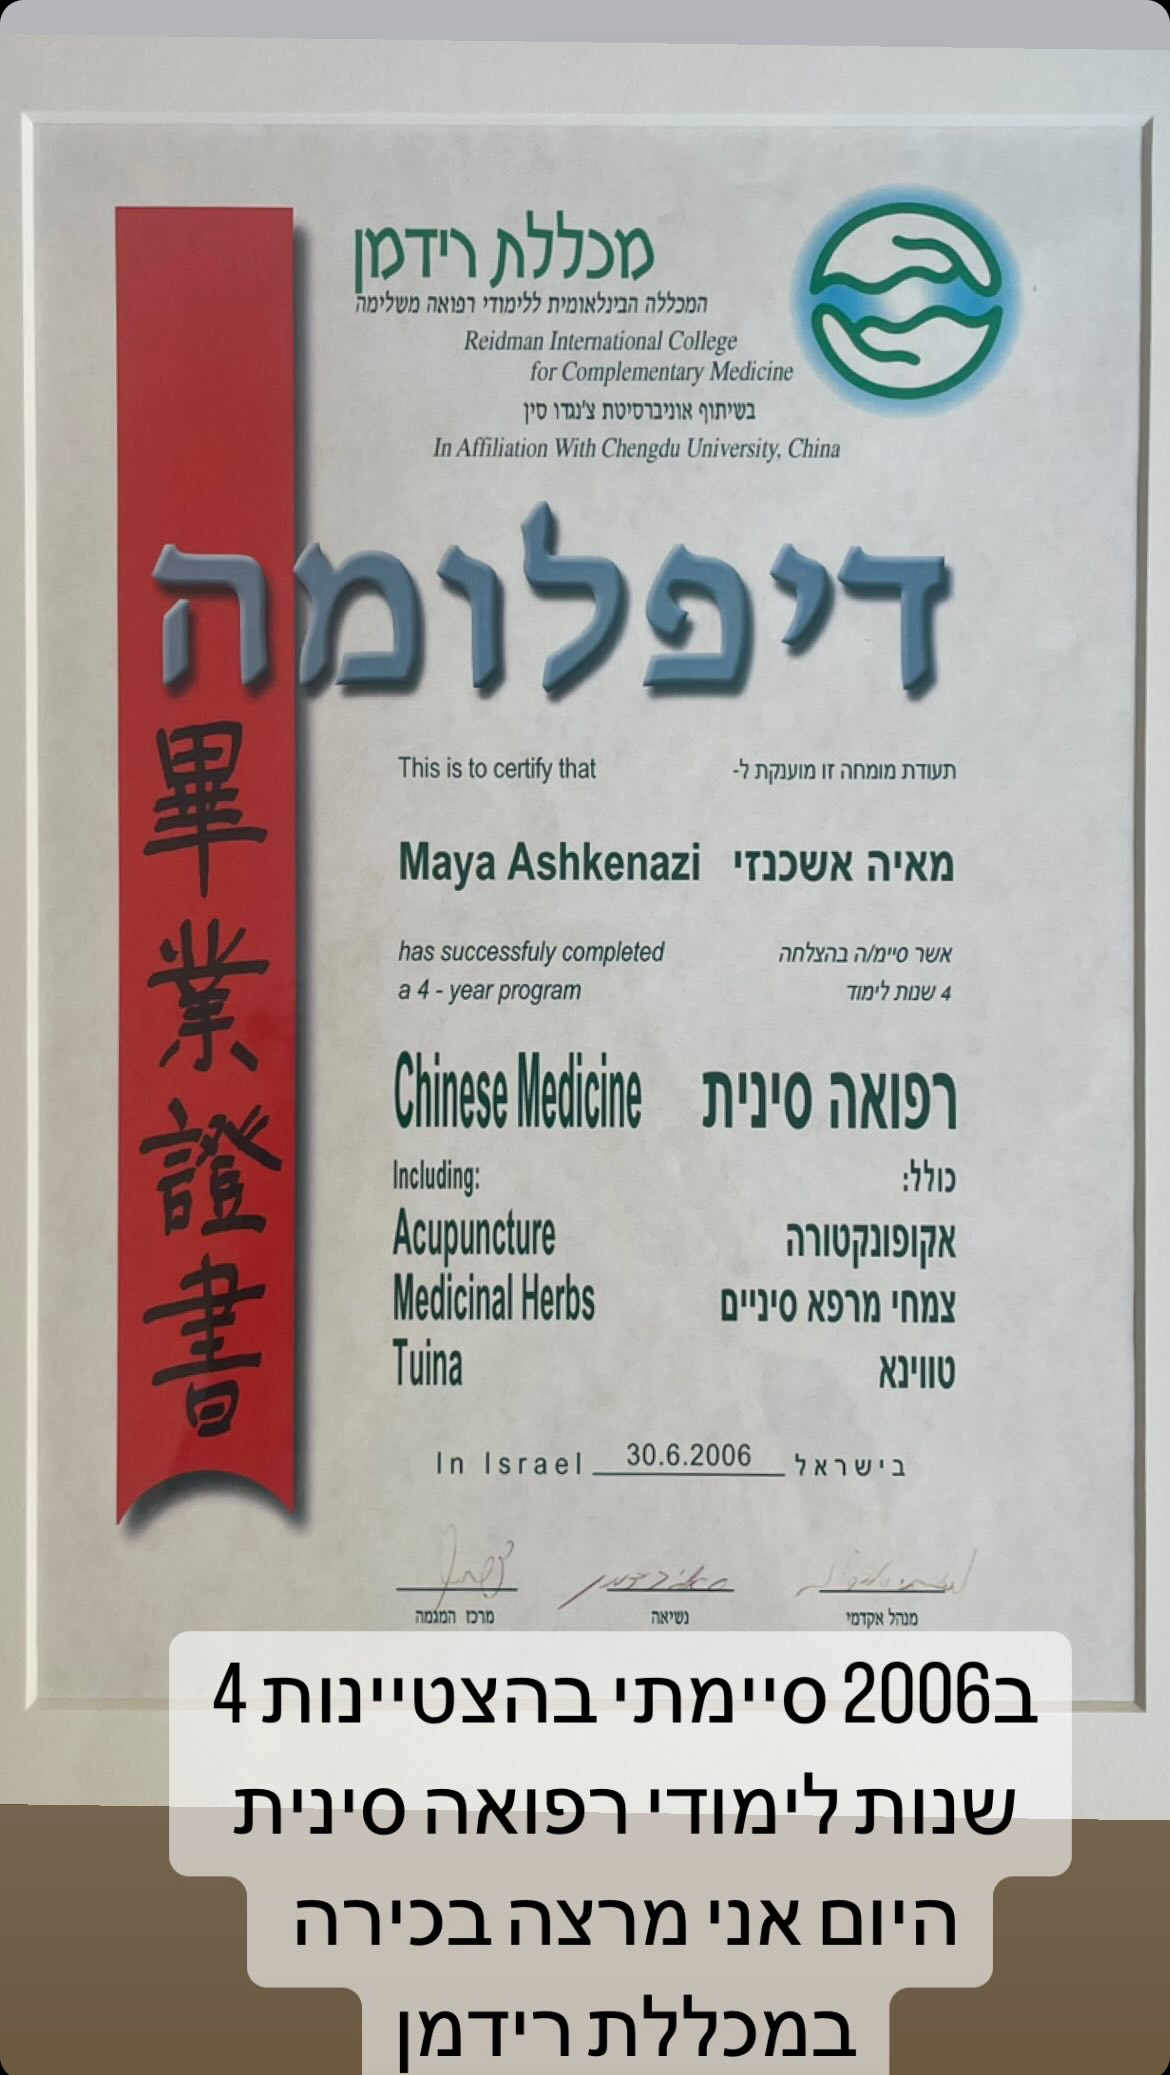 מכללת רידמן
המכללה הבינלאומית ללימודי רפואה משלימה
Reidman International College
for Complementary Medicine
בשיתוף אוניברסיטת צ'נגדו סין
In Affiliation With Chengdu University, China
דיפלומה
畢業證書
This is to certify that
תעודת מומחה זו מוענקת ל-
Maya Ashkenazi
מאיה אשכנזי
has successfuly completed
אשר סיימ/ה בהצלחה
a 4 - year program
4 שנות לימוד
Chinese Medicine
רפואה סינית
Including:
כולל:
Acupuncture
אקופונקטורה
Medicinal Herbs
צמחי מרפא סיניים
Tuina
טווינא
In Israel 30.6.2006 בישראל
מנהל אקדמי
נשיאה
מרכז המגמה
ב2006 סיימתי בהצטיינות 4
שנות לימודי רפואה סינית
היום אני מרצה בכירה
במכללת רידמן